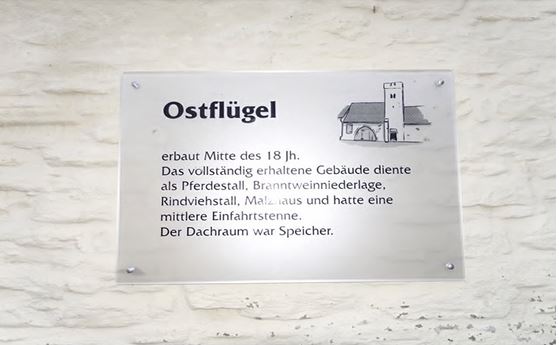 Ostflügel
erbaut Mitte des 18 Jh.
Das vollständig erhaltene Gebäude diente
als Pferdestall, Branntweinniederlage,
Rindviehstall, Malzhaus und hatte eine
mittlere Einfahrtstenne.
Der Dachraum war Speicher.